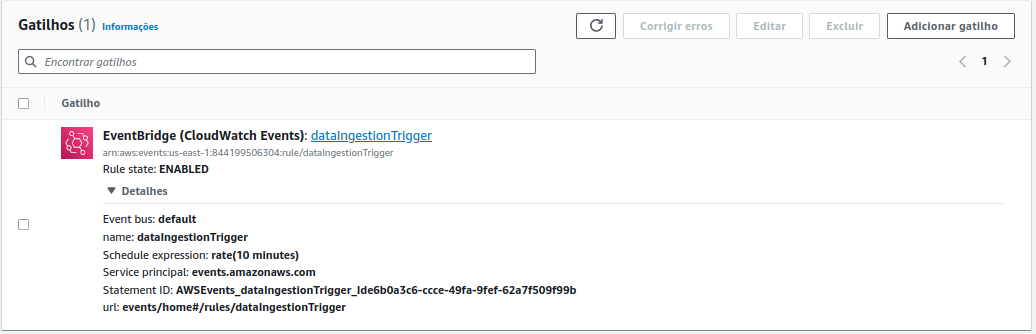 Gatilhos (1) Informações
Corrigir erros
Editar
Excluir
Adicionar gatilho
Encontrar gatilhos
1
Gatilho
EventBridge (CloudWatch Events): dataIngestionTrigger
arn:aws:events:us-east-1:844199506304:rule/dataIngestionTrigger
Rule state: ENABLED
Detalhes
Event bus: default
name: dataIngestionTrigger
Schedule expression: rate(10 minutes)
Service principal: events.amazonaws.com
Statement ID: AWSEvents_dataIngestionTrigger_Ide6b0a3c6-ccce-49fa-9fef-62a7f509f99b
url: events/home#/rules/dataIngestionTrigger